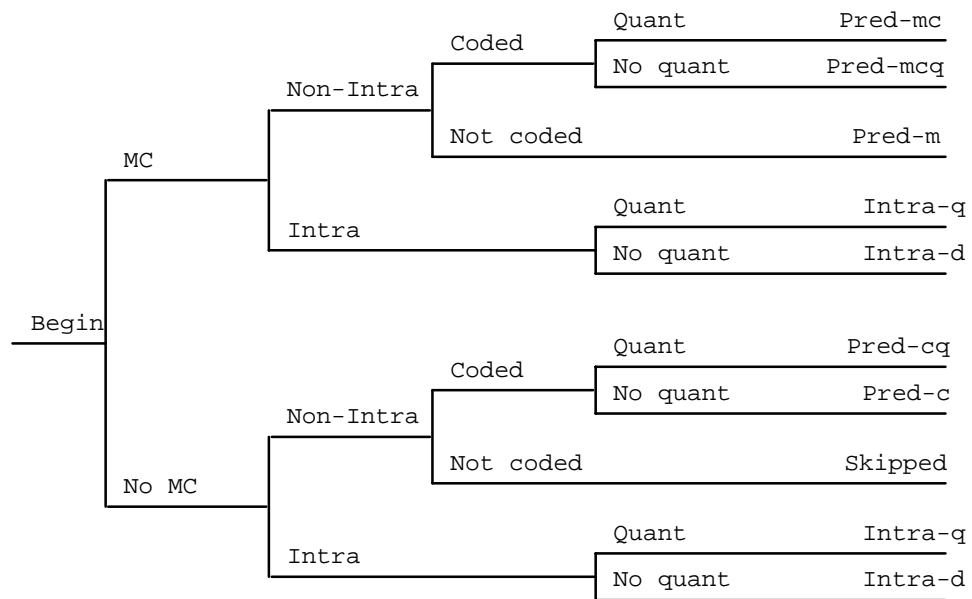 Quant Pred-mc
Coded
No quant Pred-mcq
Non-Intra
Not coded Pred-m
MC
Quant Intra-q
Intra
No quant Intra-d
Begin
Quant Pred-cq
Coded
No quant Pred-c
Non-Intra
Not coded Skipped
No MC
Quant Intra-q
Intra
No quant Intra-d